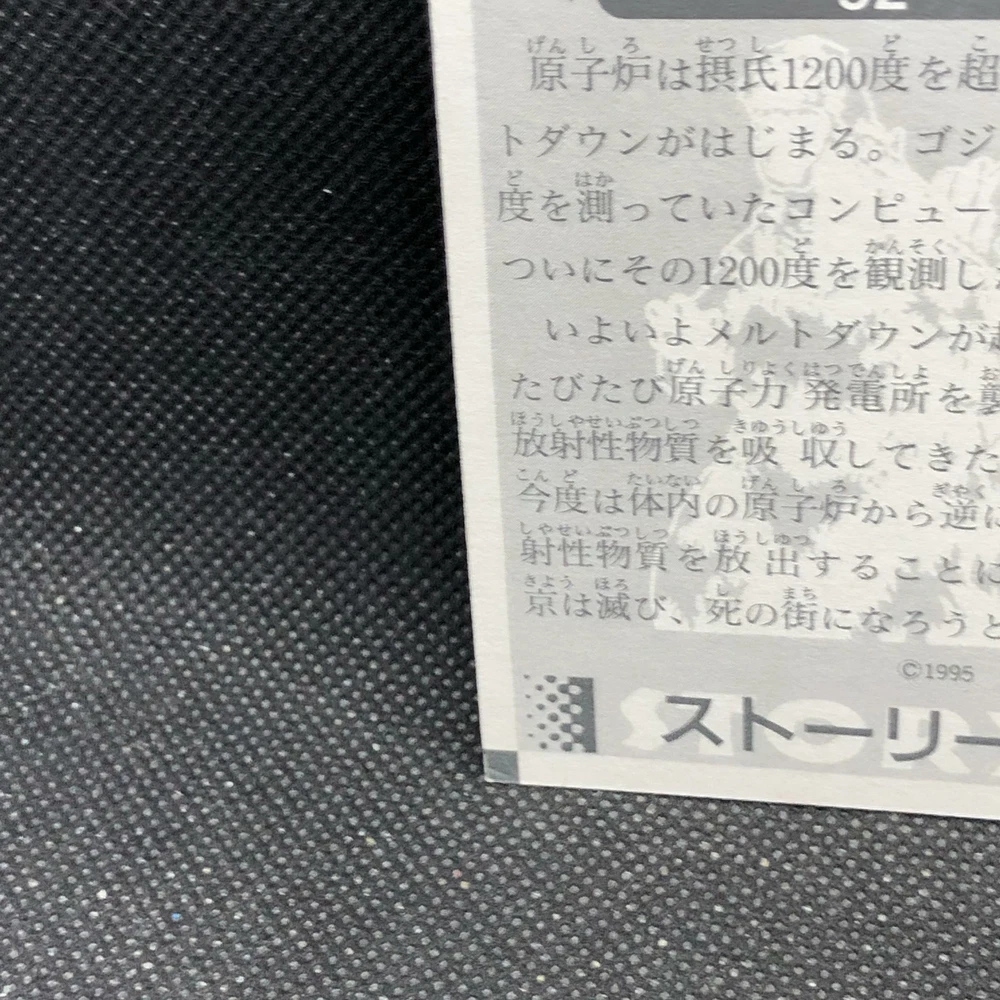 原子炉は摂氏1200度を超
トダウンがはじまる。ゴジ
度を測っていたコンピュー
ついにその1200度を観測し
いよいよメルトダウンが
たびたび原子力発電所を襲
放射性物質を吸収してきた
今度は体内の原子炉から逆に
射性物質を放出することに
京は滅び、死の街になろうと
©1995
ストーリー